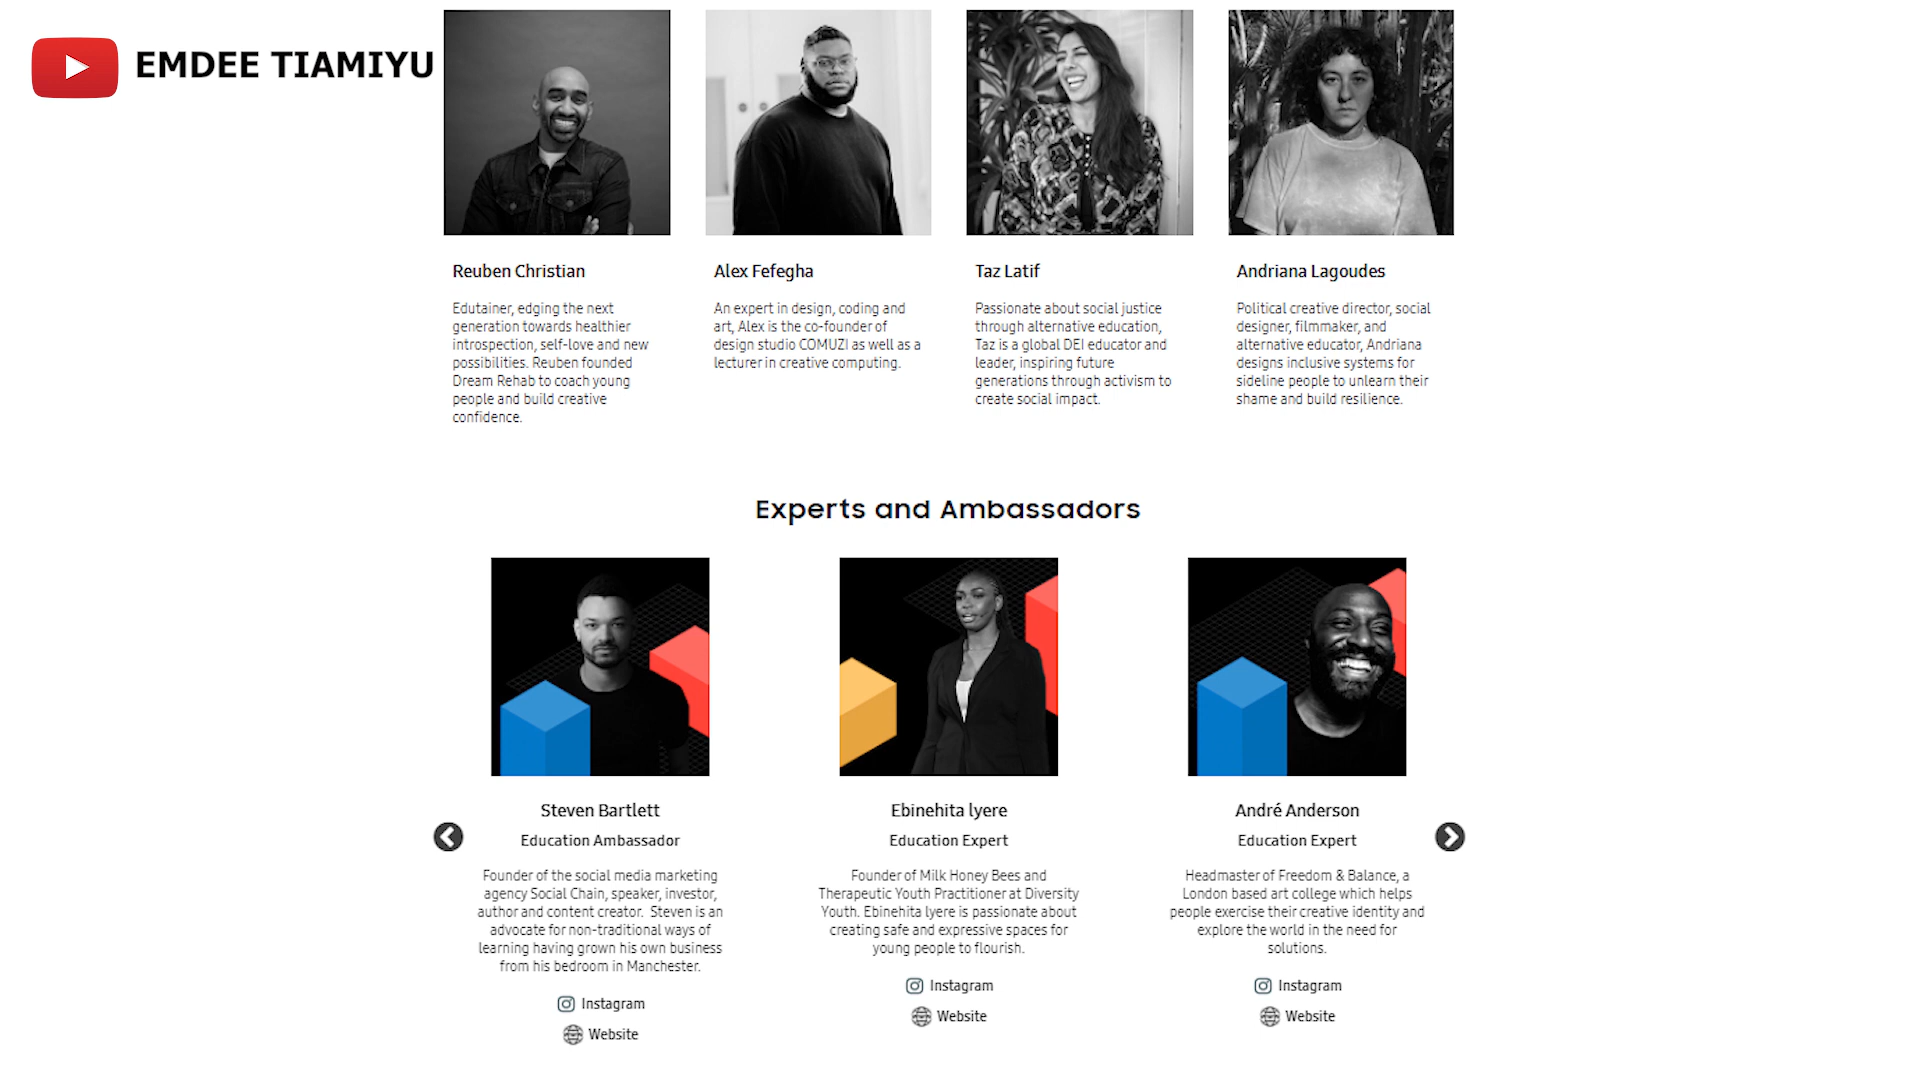 EMDEE TIAMIYU
Reuben Christian
Edutainer, edging the next
generation towards healthier
introspection, self-love and new
possibilities. Reuben founded
Dream Rehab to coach young
people and build creative
confidence.
Alex Fefegha
An expert in design, coding and
art, Alex is the co-founder of
design studio COMUZI as well as a
lecturer in creative computing.
Taz Latif
Passionate about social justice
through alternative education,
Taz is a global DEI educator and
leader, inspiring future
generations through activism to
create social impact.
Andriana Lagoudes
Political creative director, social
designer, filmmaker, and
alternative educator, Andriana
designs inclusive systems for
sideline people to unlearn their
shame and build resilience.
Experts and Ambassadors
Steven Bartlett
Education Ambassador
Founder of the social media marketing
agency Social Chain, speaker, investor,
author and content creator. Steven is an
advocate for non-traditional ways of
learning having grown his own business
from his bedroom in Manchester.
Instagram
Website
Ebinehita lyere
Education Expert
Founder of Milk Honey Bees and
Therapeutic Youth Practitioner at Diversity
Youth. Ebinehita lyere is passionate about
creating safe and expressive spaces for
young people to flourish.
Instagram
Website
André Anderson
Education Expert
Headmaster of Freedom & Balance, a
London based art college which helps
people exercise their creative identity and
explore the world in the need for
solutions.
Instagram
Website